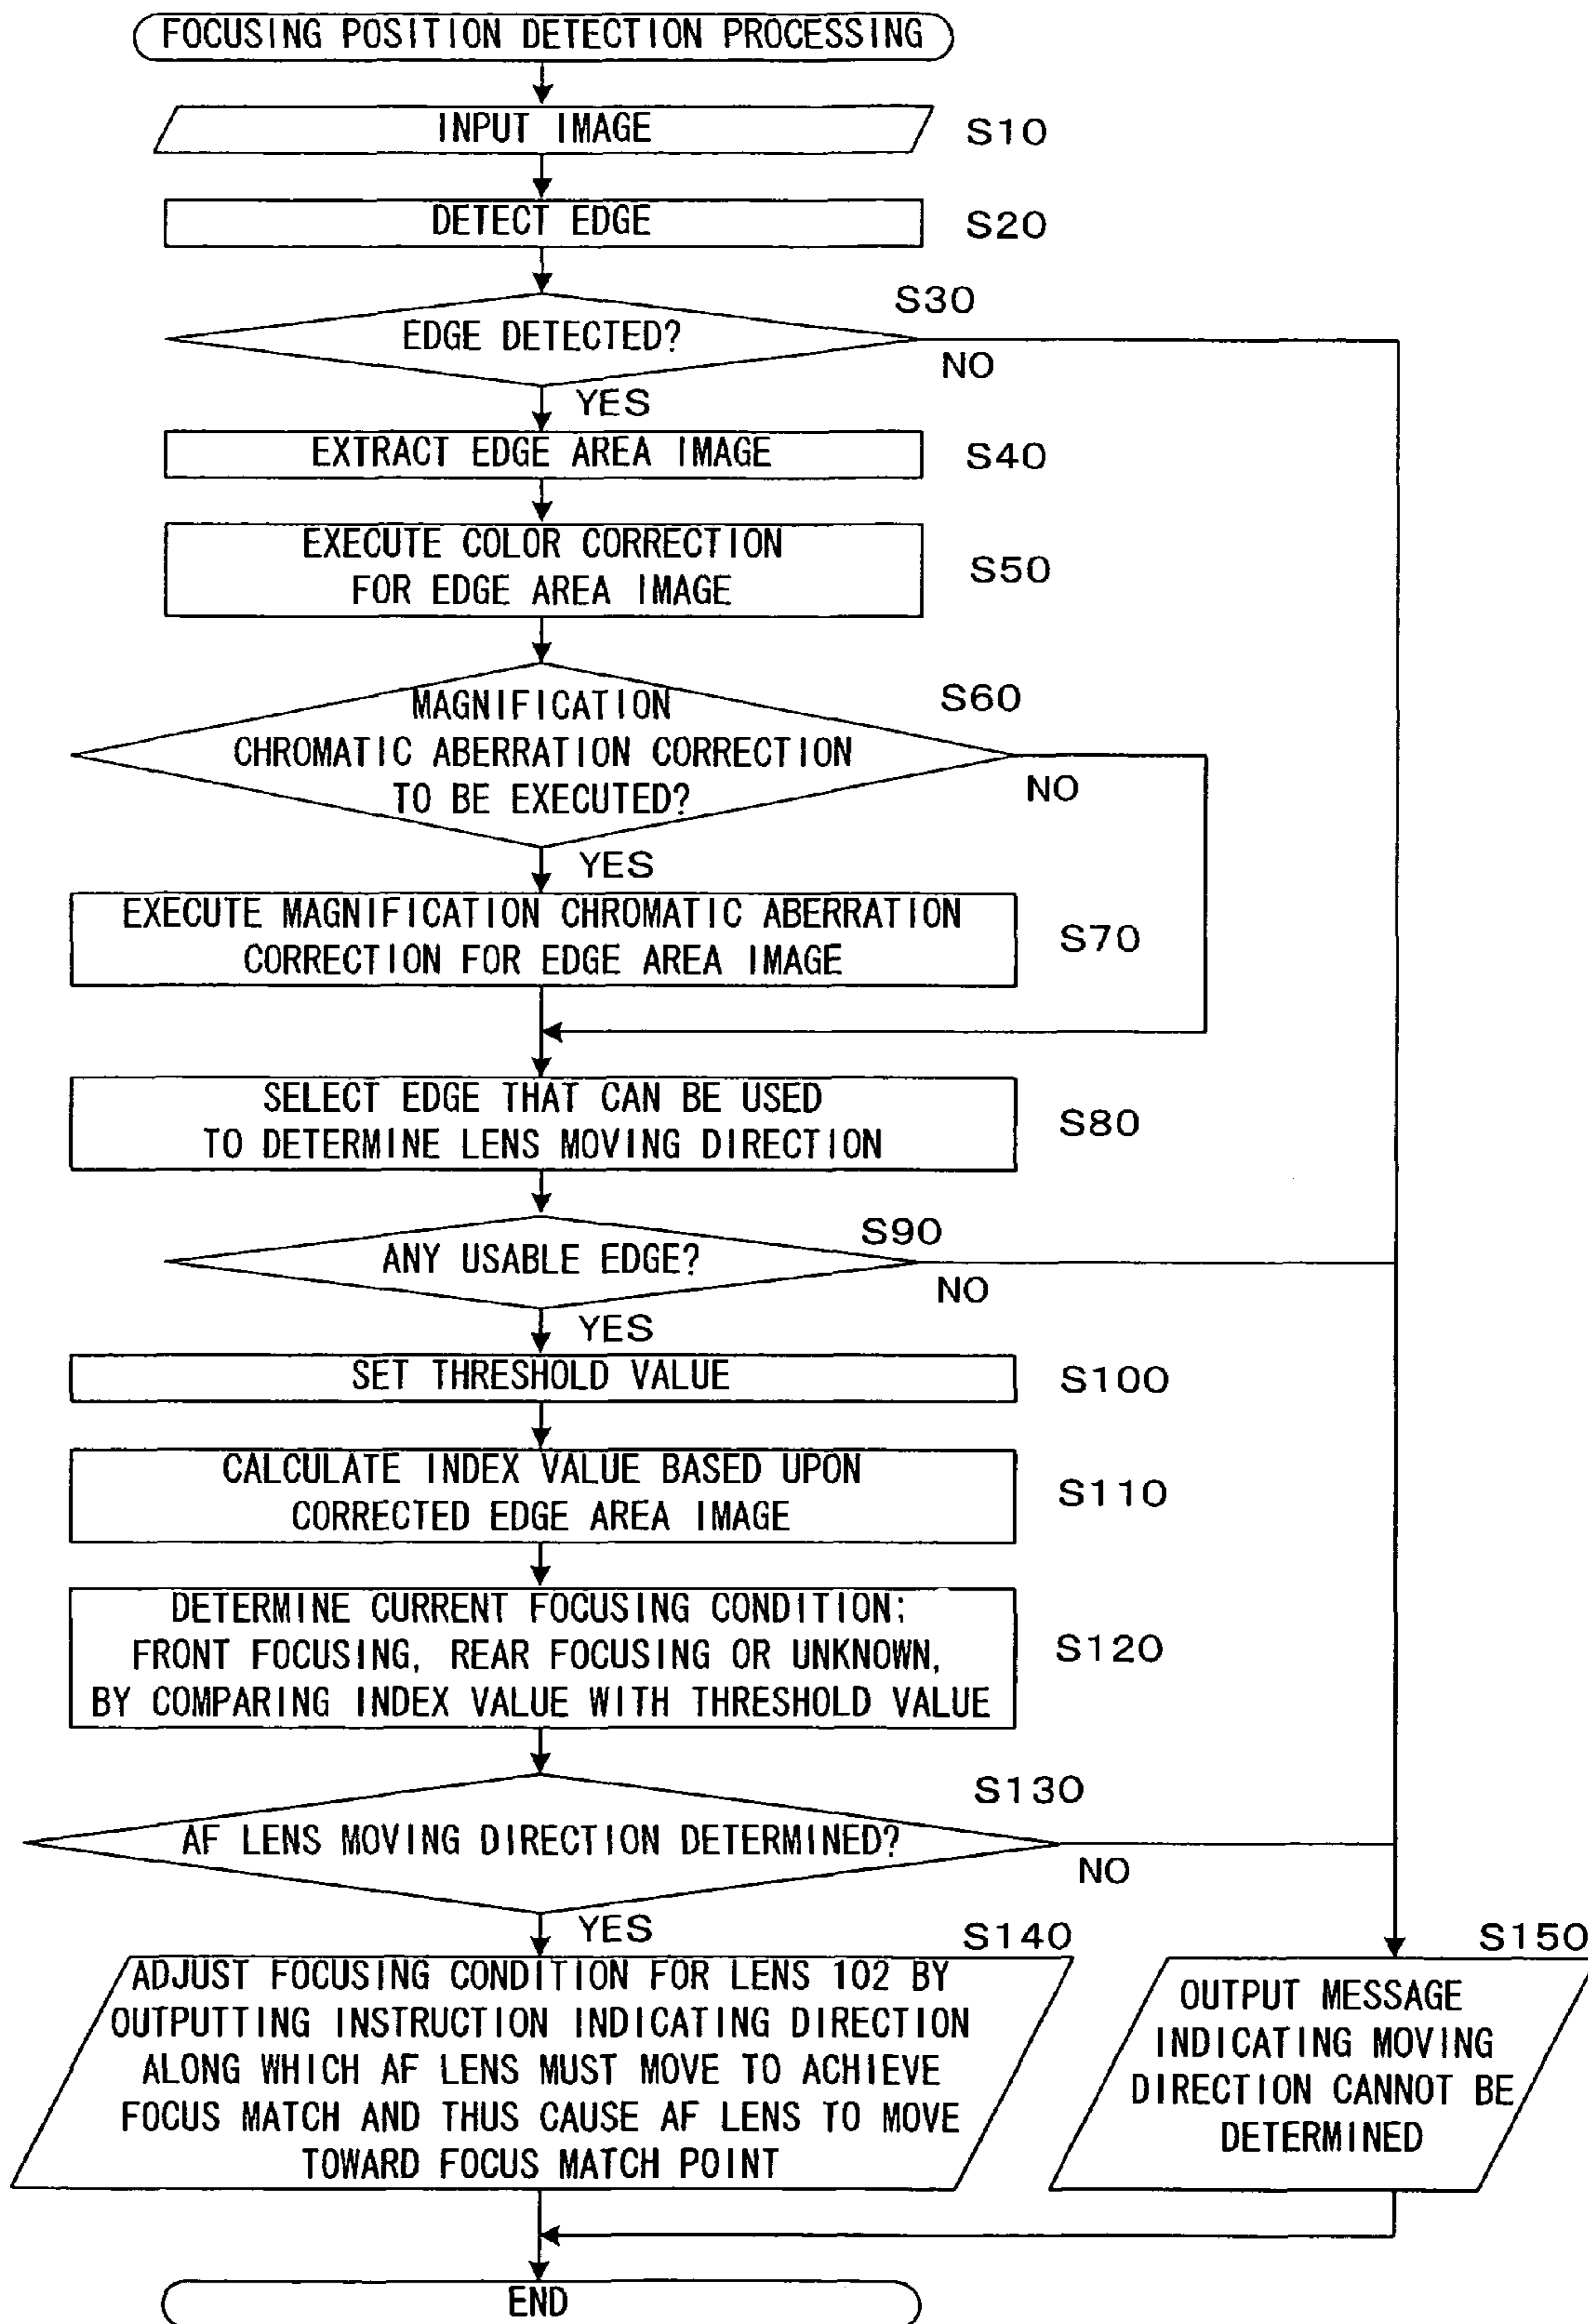 FOCUSING POSITION DETECTION PROCESSING
INPUT IMAGE
S10
DETECT EDGE
S20
S30
EDGE DETECTED?
NO
YES
EXTRACT EDGE AREA IMAGE
S40
EXECUTE COLOR CORRECTION
FOR EDGE AREA IMAGE
S50
S60
MAGNIFICATION
CHROMATIC ABERRATION CORRECTION
TO BE EXECUTED?
NO
YES
EXECUTE MAGNIFICATION CHROMATIC ABERRATION
CORRECTION FOR EDGE AREA IMAGE
S70
SELECT EDGE THAT CAN BE USED
TO DETERMINE LENS MOVING DIRECTION
S80
S90
ANY USABLE EDGE?
NO
YES
SET THRESHOLD VALUE
S100
CALCULATE INDEX VALUE BASED UPON
CORRECTED EDGE AREA IMAGE
S110
DETERMINE CURRENT FOCUSING CONDITION;
FRONT FOCUSING, REAR FOCUSING OR UNKNOWN,
BY COMPARING INDEX VALUE WITH THRESHOLD VALUE
S120
S130
AF LENS MOVING DIRECTION DETERMINED?
NO
YES
S140
ADJUST FOCUSING CONDITION FOR LENS 102 BY
OUTPUTTING INSTRUCTION INDICATING DIRECTION
ALONG WHICH AF LENS MUST MOVE TO ACHIEVE
FOCUS MATCH AND THUS CAUSE AF LENS TO MOVE
TOWARD FOCUS MATCH POINT
S150
OUTPUT MESSAGE
INDICATING MOVING
DIRECTION CANNOT BE
DETERMINED
END